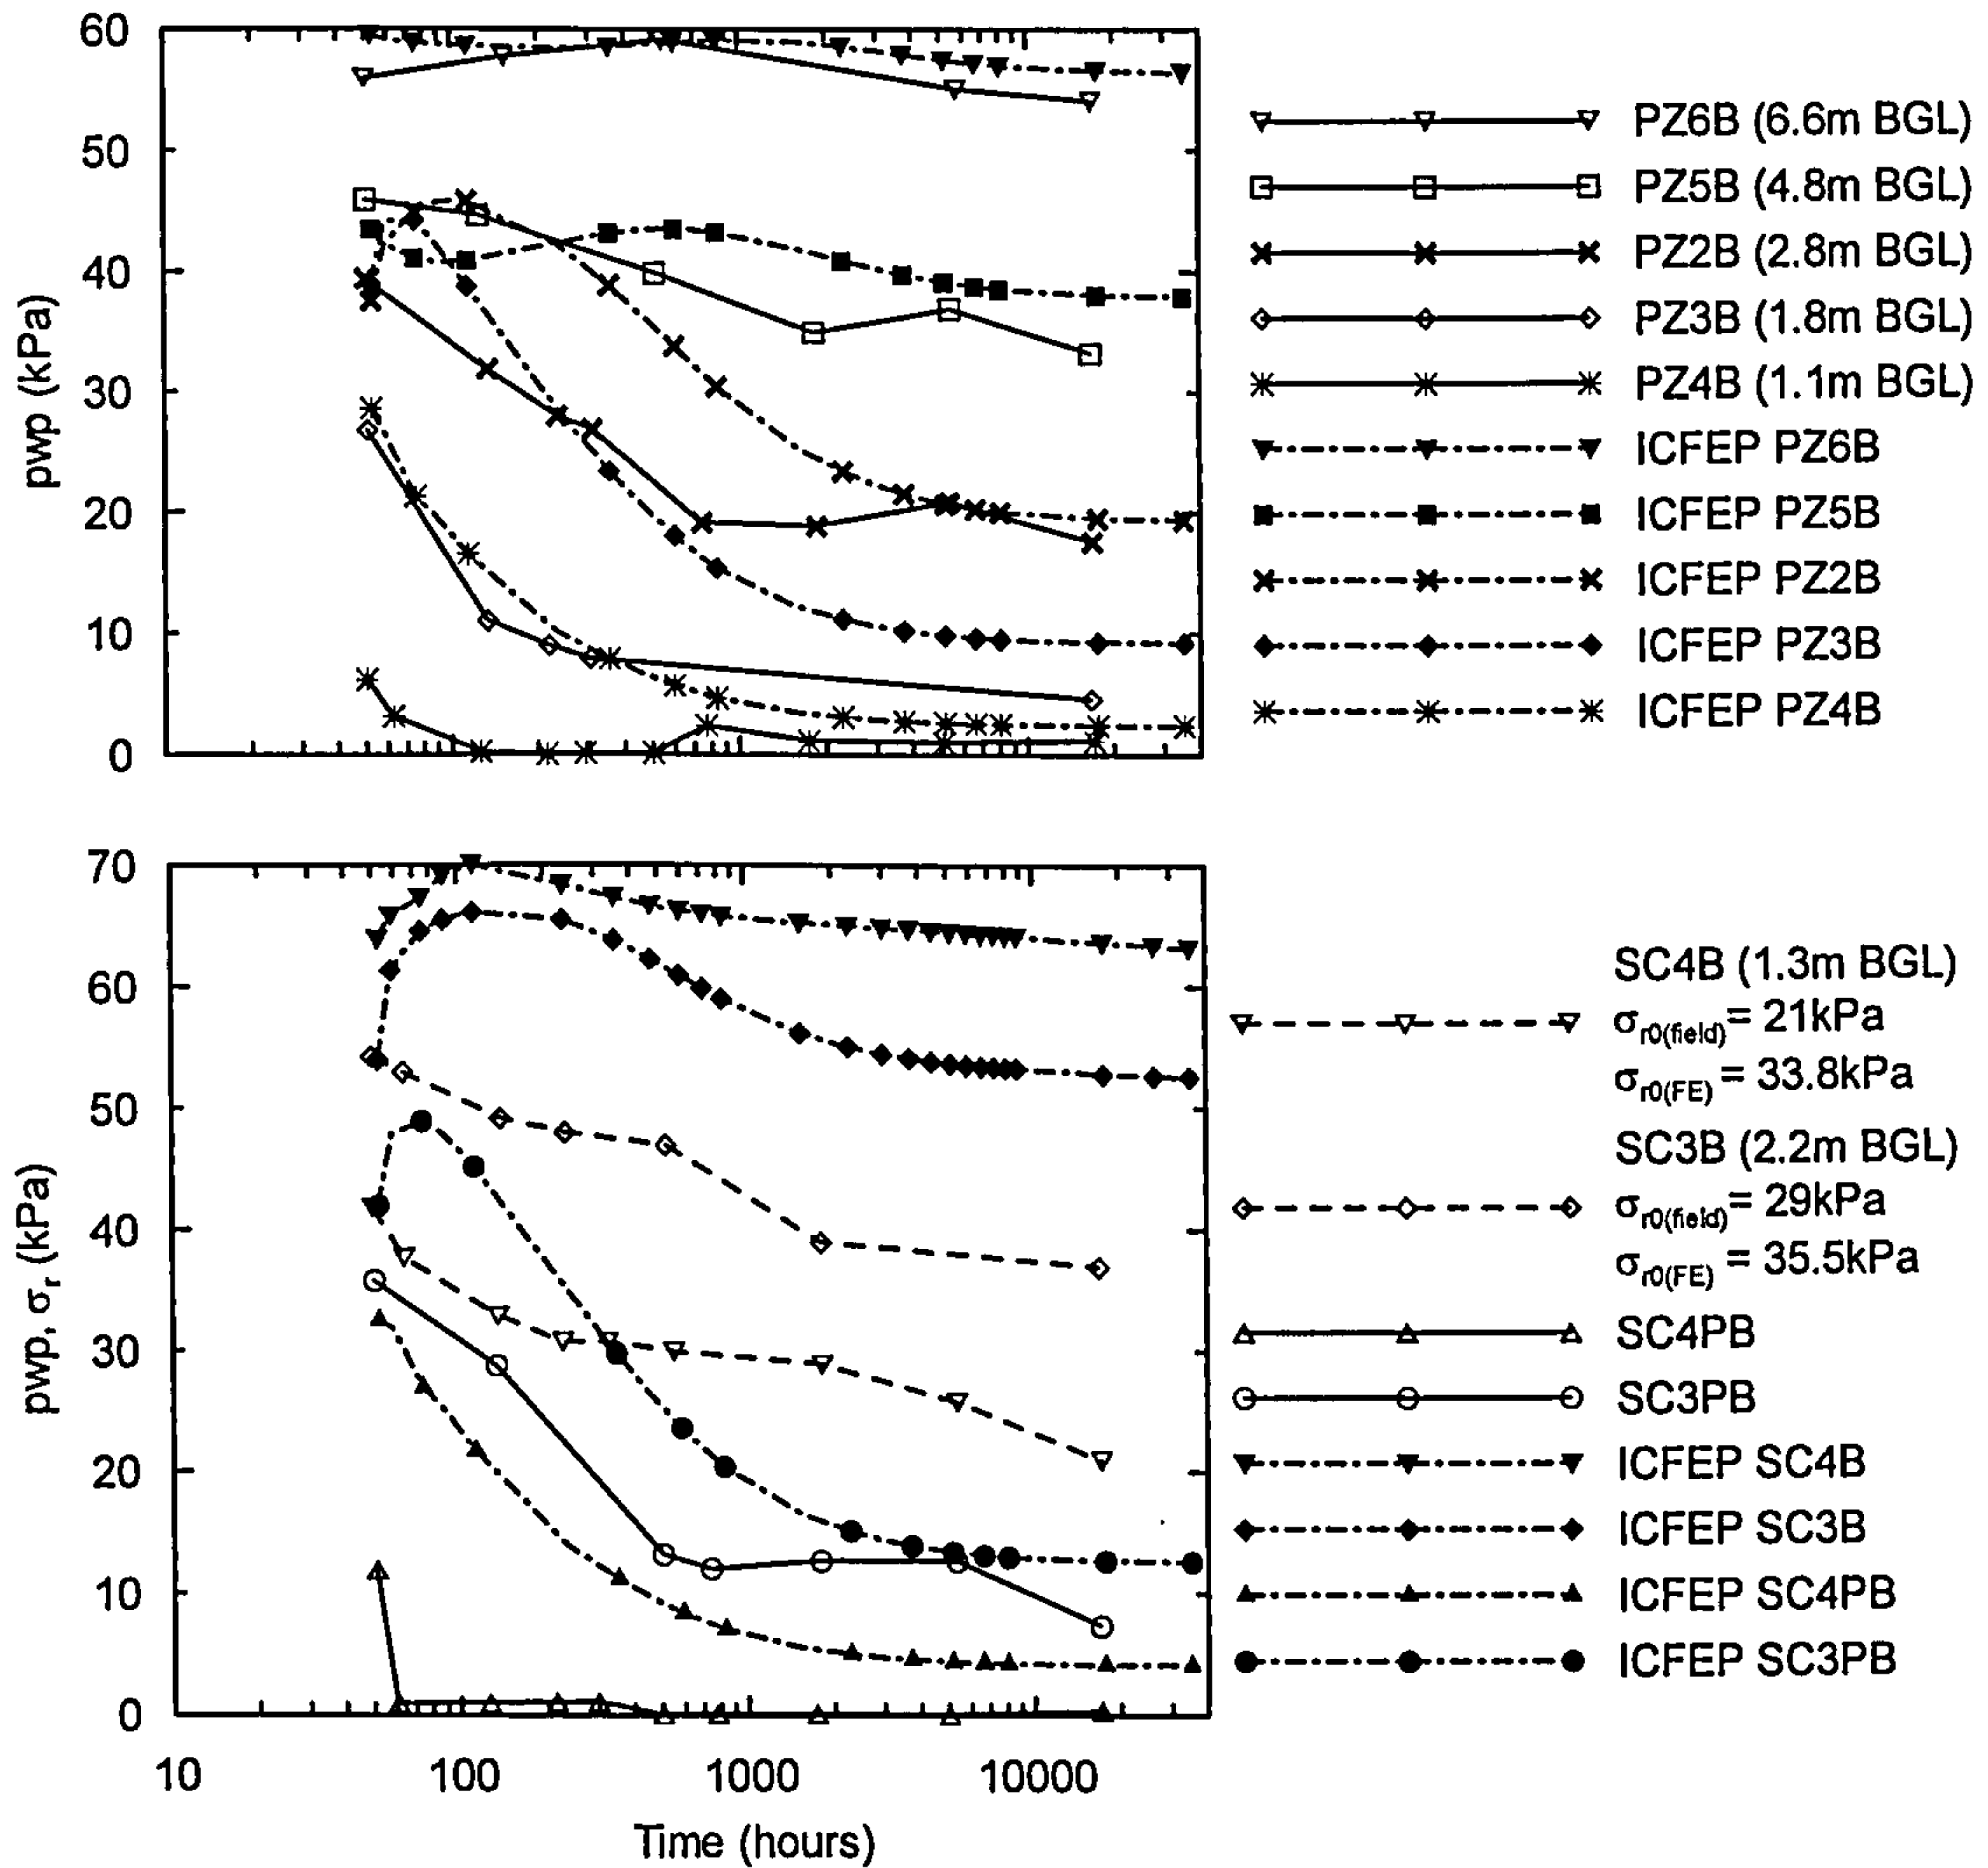 60
50
40
30
20
10
0
pwp (kPa)
PZ6B (6.6m BGL)
PZ5B (4.8m BGL)
PZ2B (2.8m BGL)
PZ3B (1.8m BGL)
PZ4B (1.1m BGL)
ICFEP PZ6B
ICFEP PZ5B
ICFEP PZ2B
ICFEP PZ3B
ICFEP PZ4B
70
60
50
40
30
20
10
0
pwp, σr (kPa)
10
100
1000
10000
Time (hours)
SC4B (1.3m BGL)
σr0(field)= 21kPa
σr0(FE) = 33.8kPa
SC3B (2.2m BGL)
σr0(field)= 29kPa
σr0(FE) = 35.5kPa
SC4PB
SC3PB
ICFEP SC4B
ICFEP SC3B
ICFEP SC4PB
ICFEP SC3PB